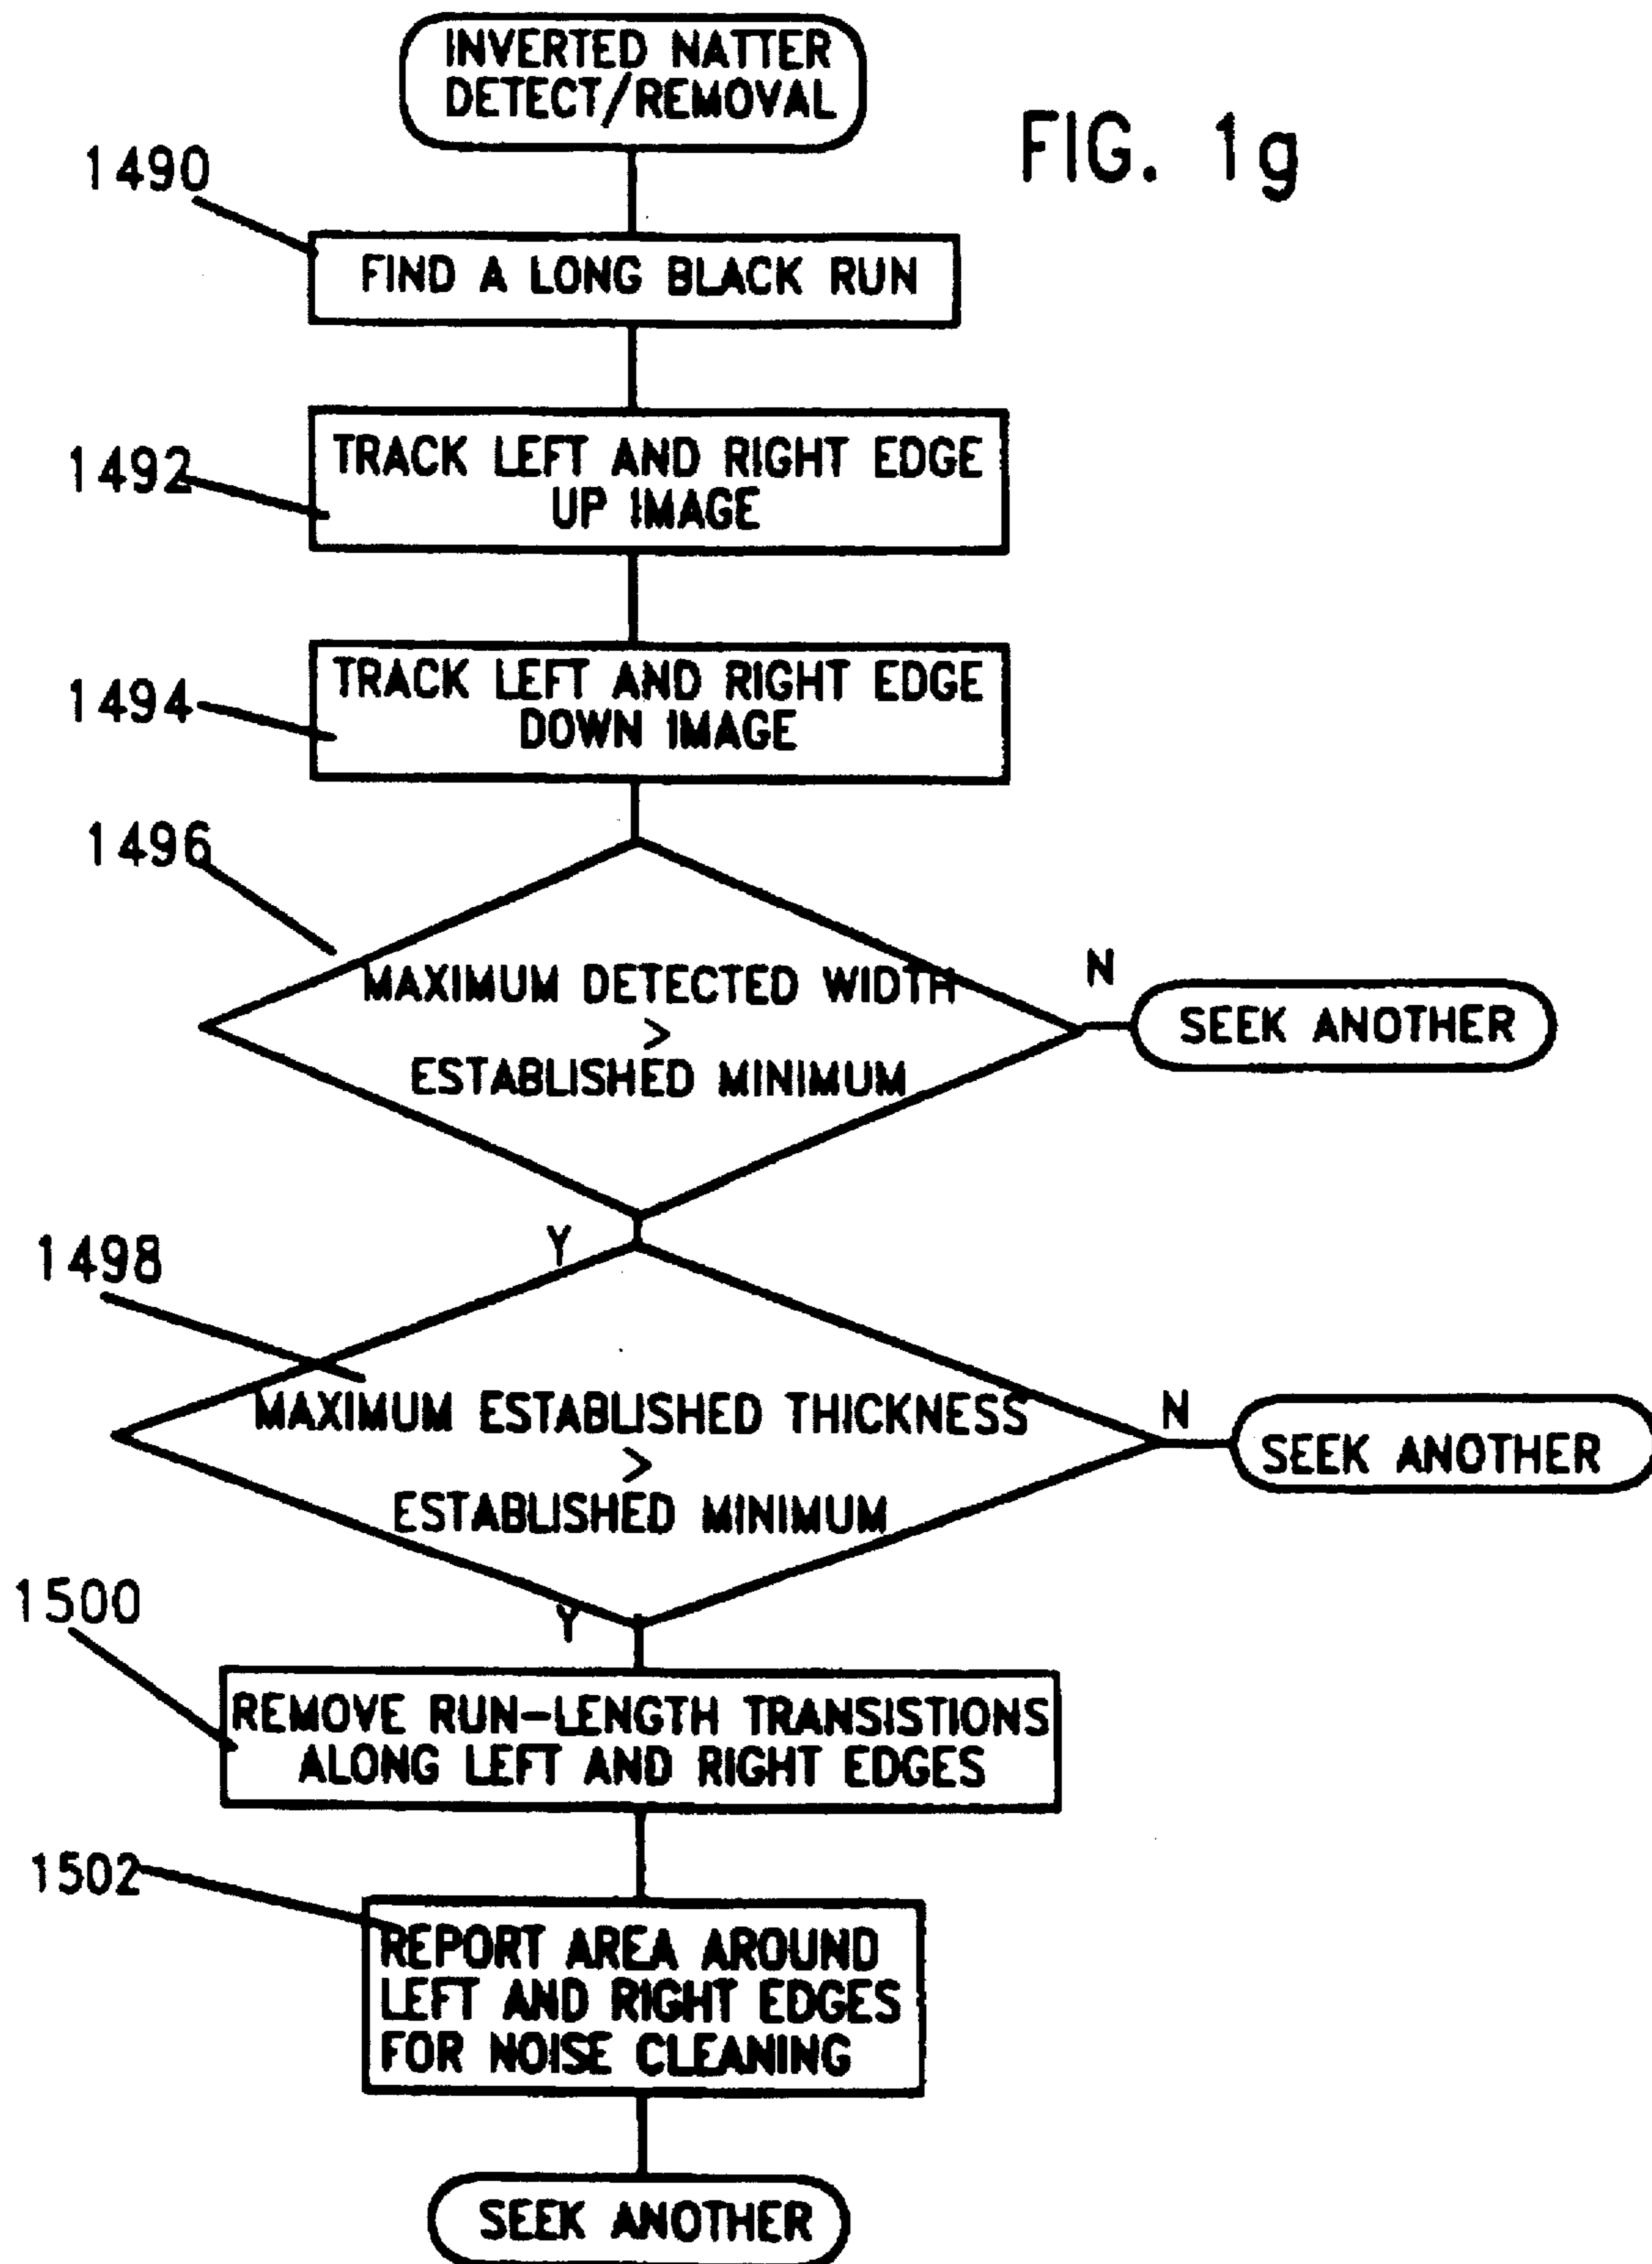 INVERTED NATTER
DETECT/REMOVAL
FIG. 1g
1490
FIND A LONG BLACK RUN
1492
TRACK LEFT AND RIGHT EDGE
UP IMAGE
1494
TRACK LEFT AND RIGHT EDGE
DOWN IMAGE
1496
MAXIMUM DETECTED WIDTH
>
ESTABLISHED MINIMUM
N
SEEK ANOTHER
Y
1498
MAXIMUM ESTABLISHED THICKNESS
>
ESTABLISHED MINIMUM
N
SEEK ANOTHER
Y
1500
REMOVE RUN-LENGTH TRANSISTIONS
ALONG LEFT AND RIGHT EDGES
1502
REPORT AREA AROUND
LEFT AND RIGHT EDGES
FOR NOISE CLEANING
SEEK ANOTHER